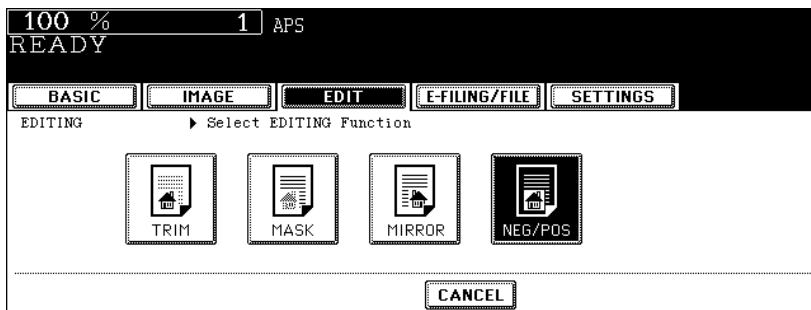 100 % 1 APS
READY
BASIC IMAGE EDIT E-FILING/FILE SETTINGS
EDITING ▶ Select EDITING Function
TRIM MASK MIRROR NEG/POS
CANCEL